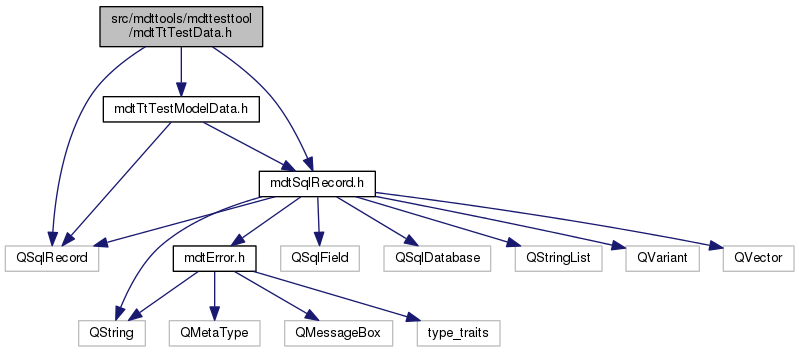 src/mdttools/mdttesttool
/mdtTtTestData.h
mdtTtTestModelData.h
mdtSqlRecord.h
QSqlRecord
mdtError.h
QSqlField
QSqlDatabase
QStringList
QVariant
QVector
QString
QMetaType
QMessageBox
type_traits